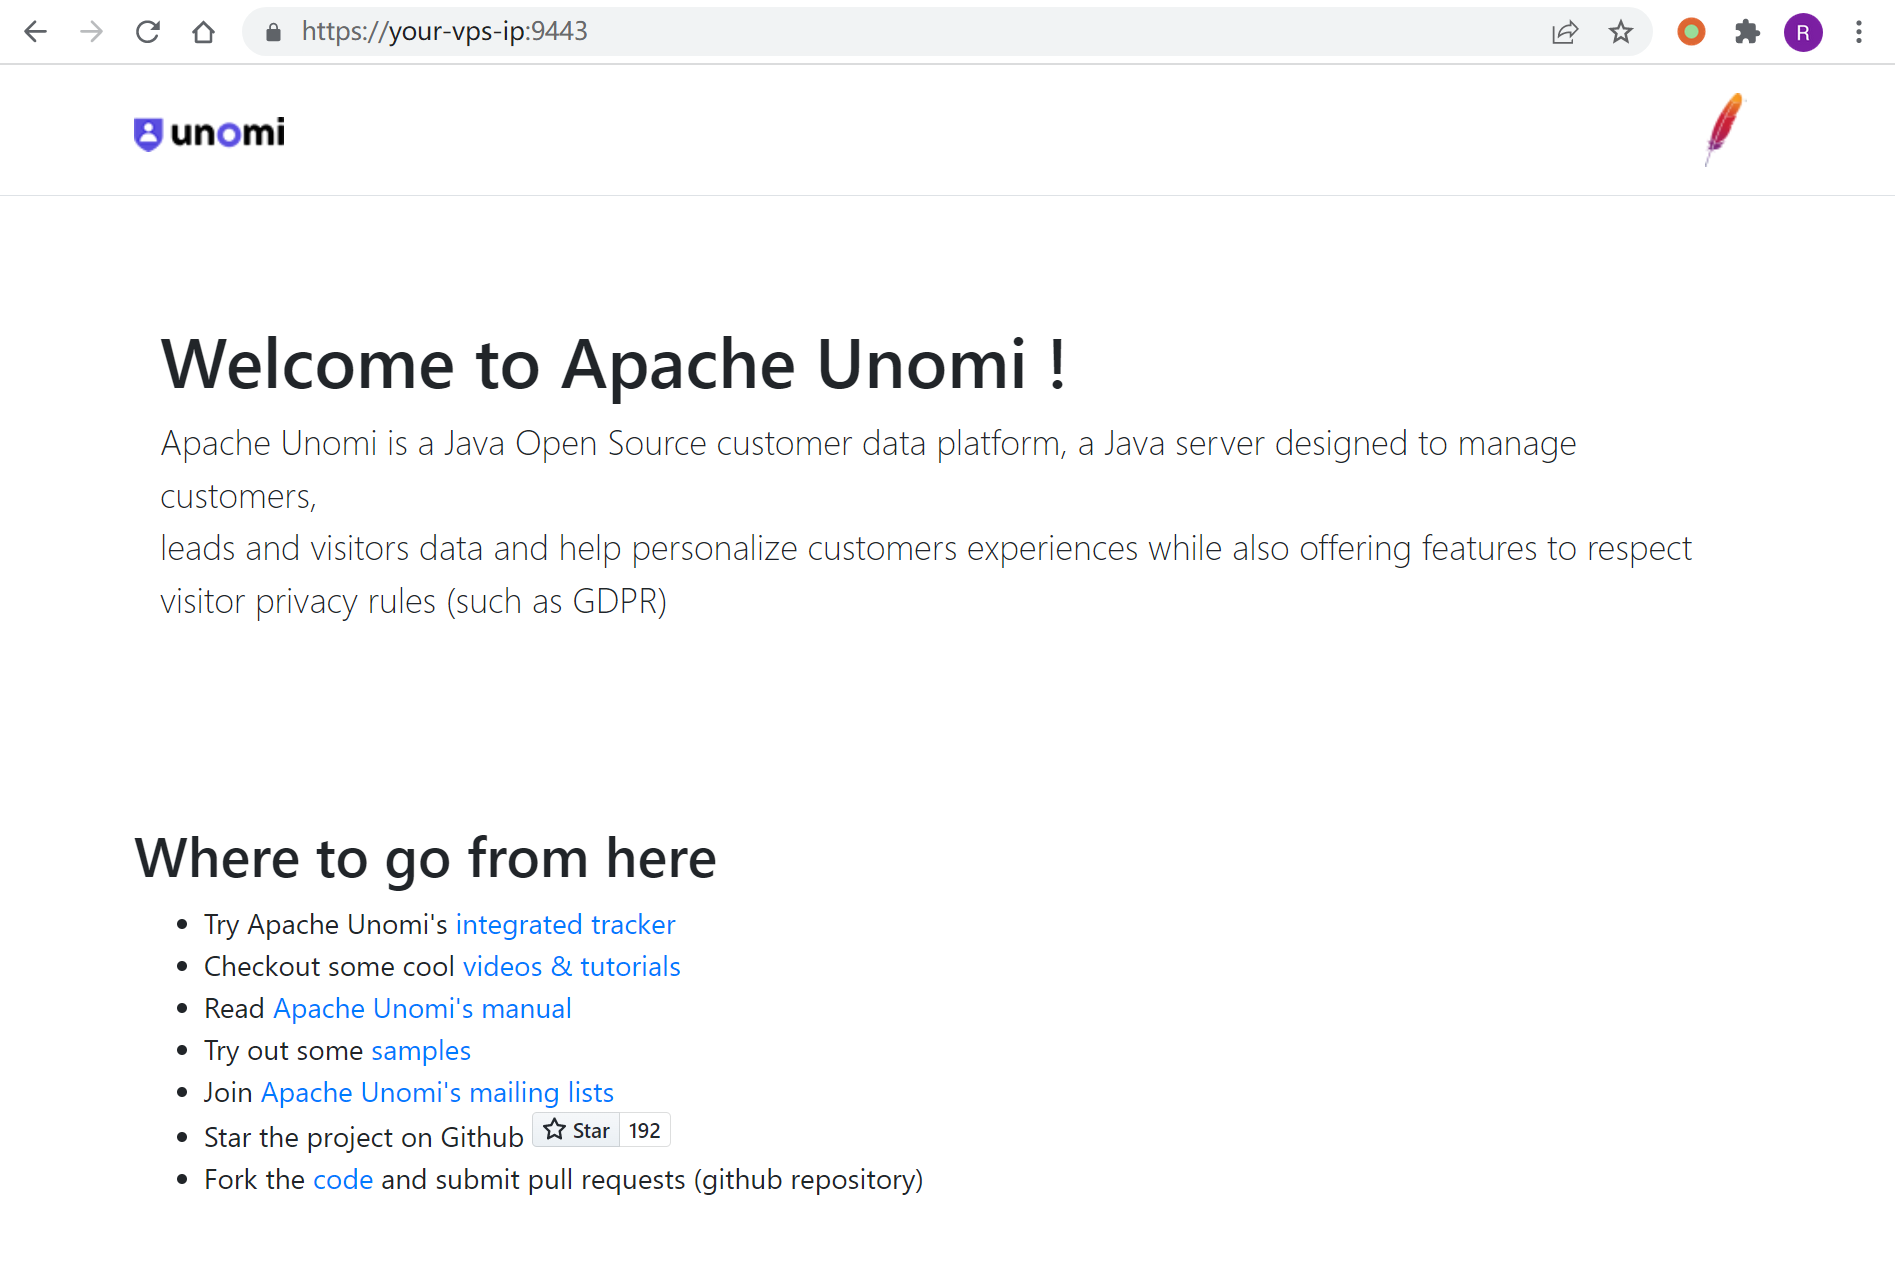 https://your-vps-ip:9443
R
unomi
Welcome to Apache Unomi !
Apache Unomi is a Java Open Source customer data platform, a Java server designed to manage
customers,
leads and visitors data and help personalize customers experiences while also offering features to respect
visitor privacy rules (such as GDPR)
Where to go from here
Try Apache Unomi's integrated tracker
Checkout some cool videos & tutorials
Read Apache Unomi's manual
Try out some samples
Join Apache Unomi's mailing lists
Star the project on Github Star 192
Fork the code and submit pull requests (github repository)